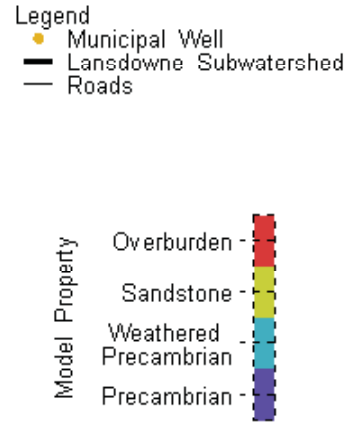 Legend
Municipal Well
Lansdowne Subwatershed
Roads
Model Property
Overburden
Sandstone
Weathered
Precambrian
Precambrian